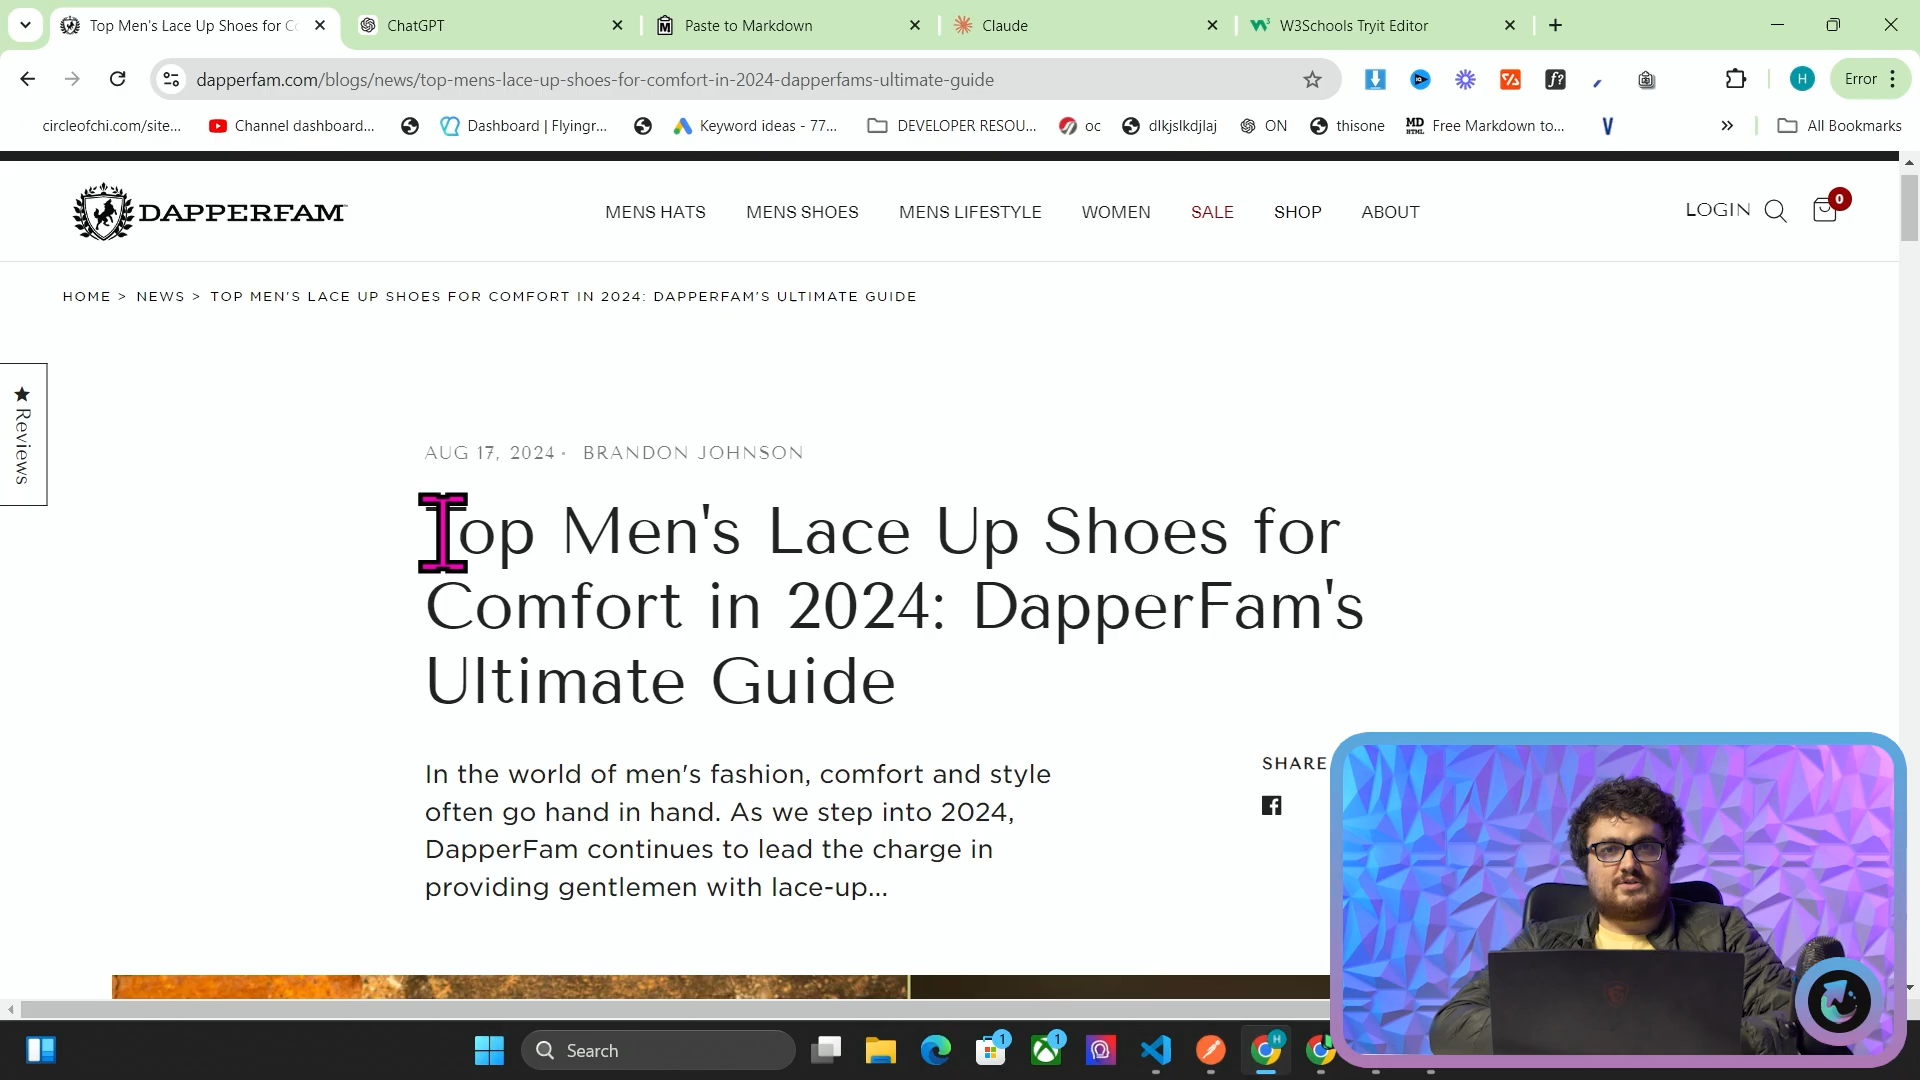 Top Men's Lace Up Shoes for Co
ChatGPT
Paste to Markdown
Claude
W3Schools Tryit Editor
dapperfam.com/blogs/news/top-mens-lace-up-shoes-for-comfort-in-2024-dapperfams-ultimate-guide
H
Error
circleofchi.com/site...
Channel dashboard...
Dashboard | Flyingr...
Keyword ideas - 77...
DEVELOPER RESOU...
oc
dlkjslkdjlaj
ON
thisone
MD HTML
Free Markdown to...
All Bookmarks
DAPPERFAM
MENS HATS
MENS SHOES
MENS LIFESTYLE
WOMEN
SALE
SHOP
ABOUT
LOGIN
0
HOME > NEWS > TOP MEN'S LACE UP SHOES FOR COMFORT IN 2024: DAPPERFAM'S ULTIMATE GUIDE
★ Reviews
AUG 17, 2024 · BRANDON JOHNSON
Top Men's Lace Up Shoes for
Comfort in 2024: DapperFam's
Ultimate Guide
In the world of men's fashion, comfort and style
often go hand in hand. As we step into 2024,
DapperFam continues to lead the charge in
providing gentlemen with lace-up...
SHARE
Search
1
1
H